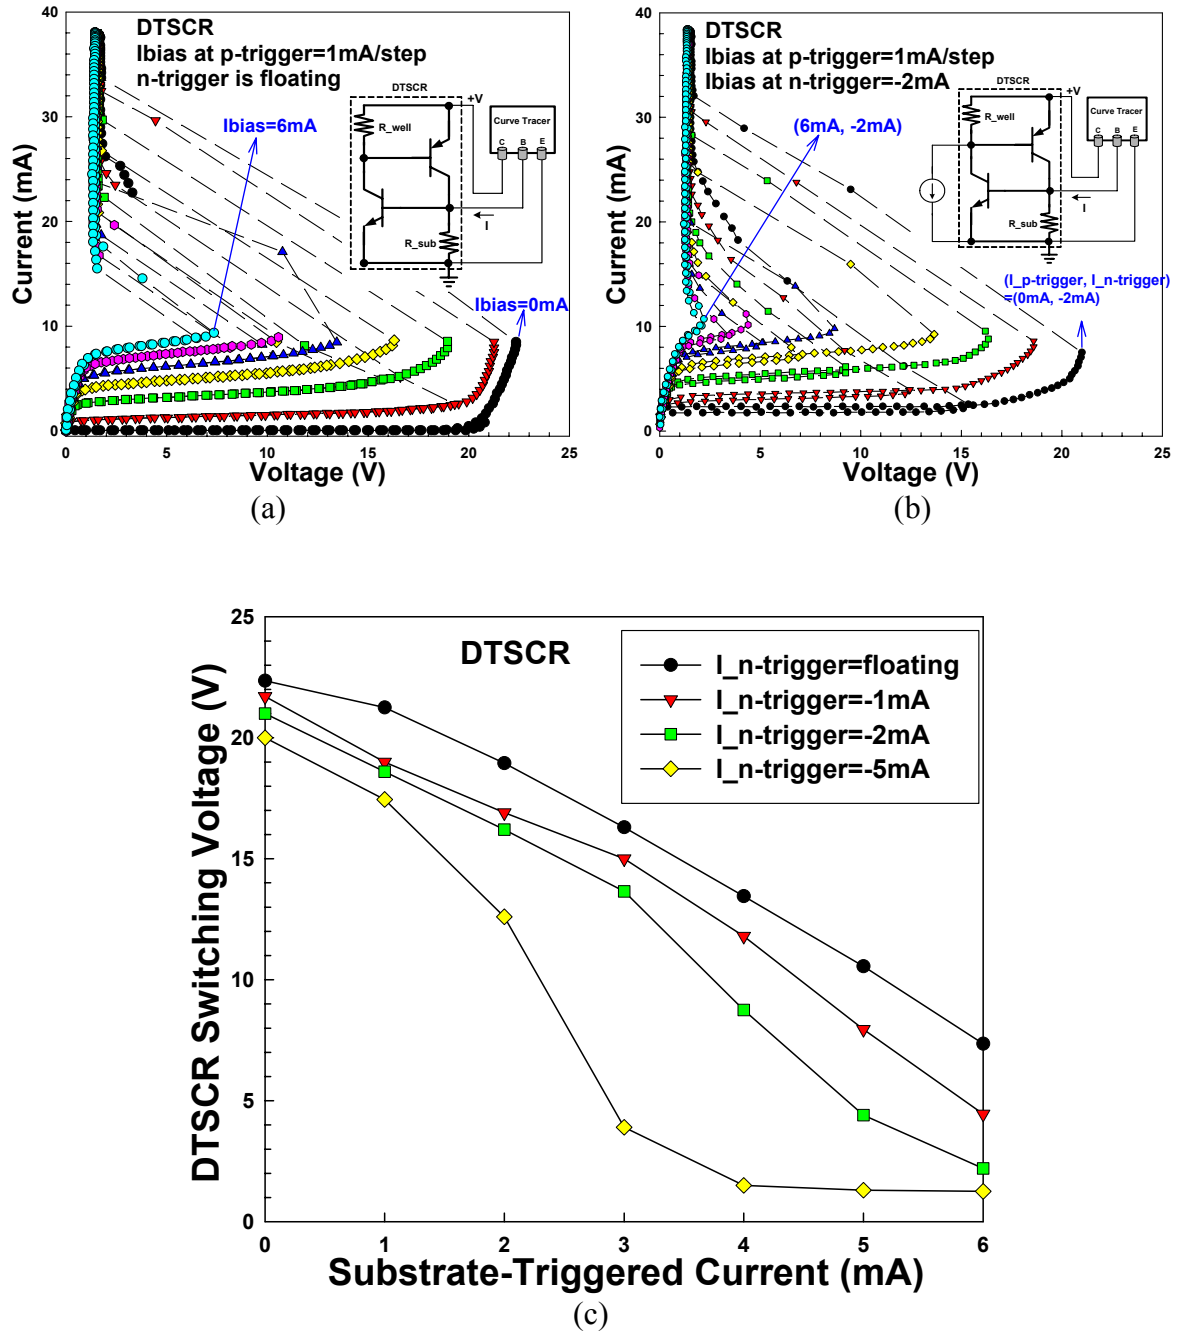 DTSCR
Ibias at p-trigger=1mA/step
n-trigger is floating
DTSCR
+V
R_well
Curve Tracer
C B E
I
R_sub
Ibias=6mA
Ibias=0mA
Current (mA)
40
30
20
10
0
0 5 10 15 20 25
Voltage (V)
(a)
DTSCR
Ibias at p-trigger=1mA/step
Ibias at n-trigger=-2mA
DTSCR
+V
R_well
Curve Tracer
C B E
I
R_sub
(6mA, -2mA)
(I_p-trigger, I_n-trigger)
=(0mA, -2mA)
Current (mA)
40
30
20
10
0
0 5 10 15 20 25
Voltage (V)
(b)
DTSCR
I_n-trigger=floating
I_n-trigger=-1mA
I_n-trigger=-2mA
I_n-trigger=-5mA
DTSCR Switching Voltage (V)
25
20
15
10
5
0
0 1 2 3 4 5 6
Substrate-Triggered Current (mA)
(c)